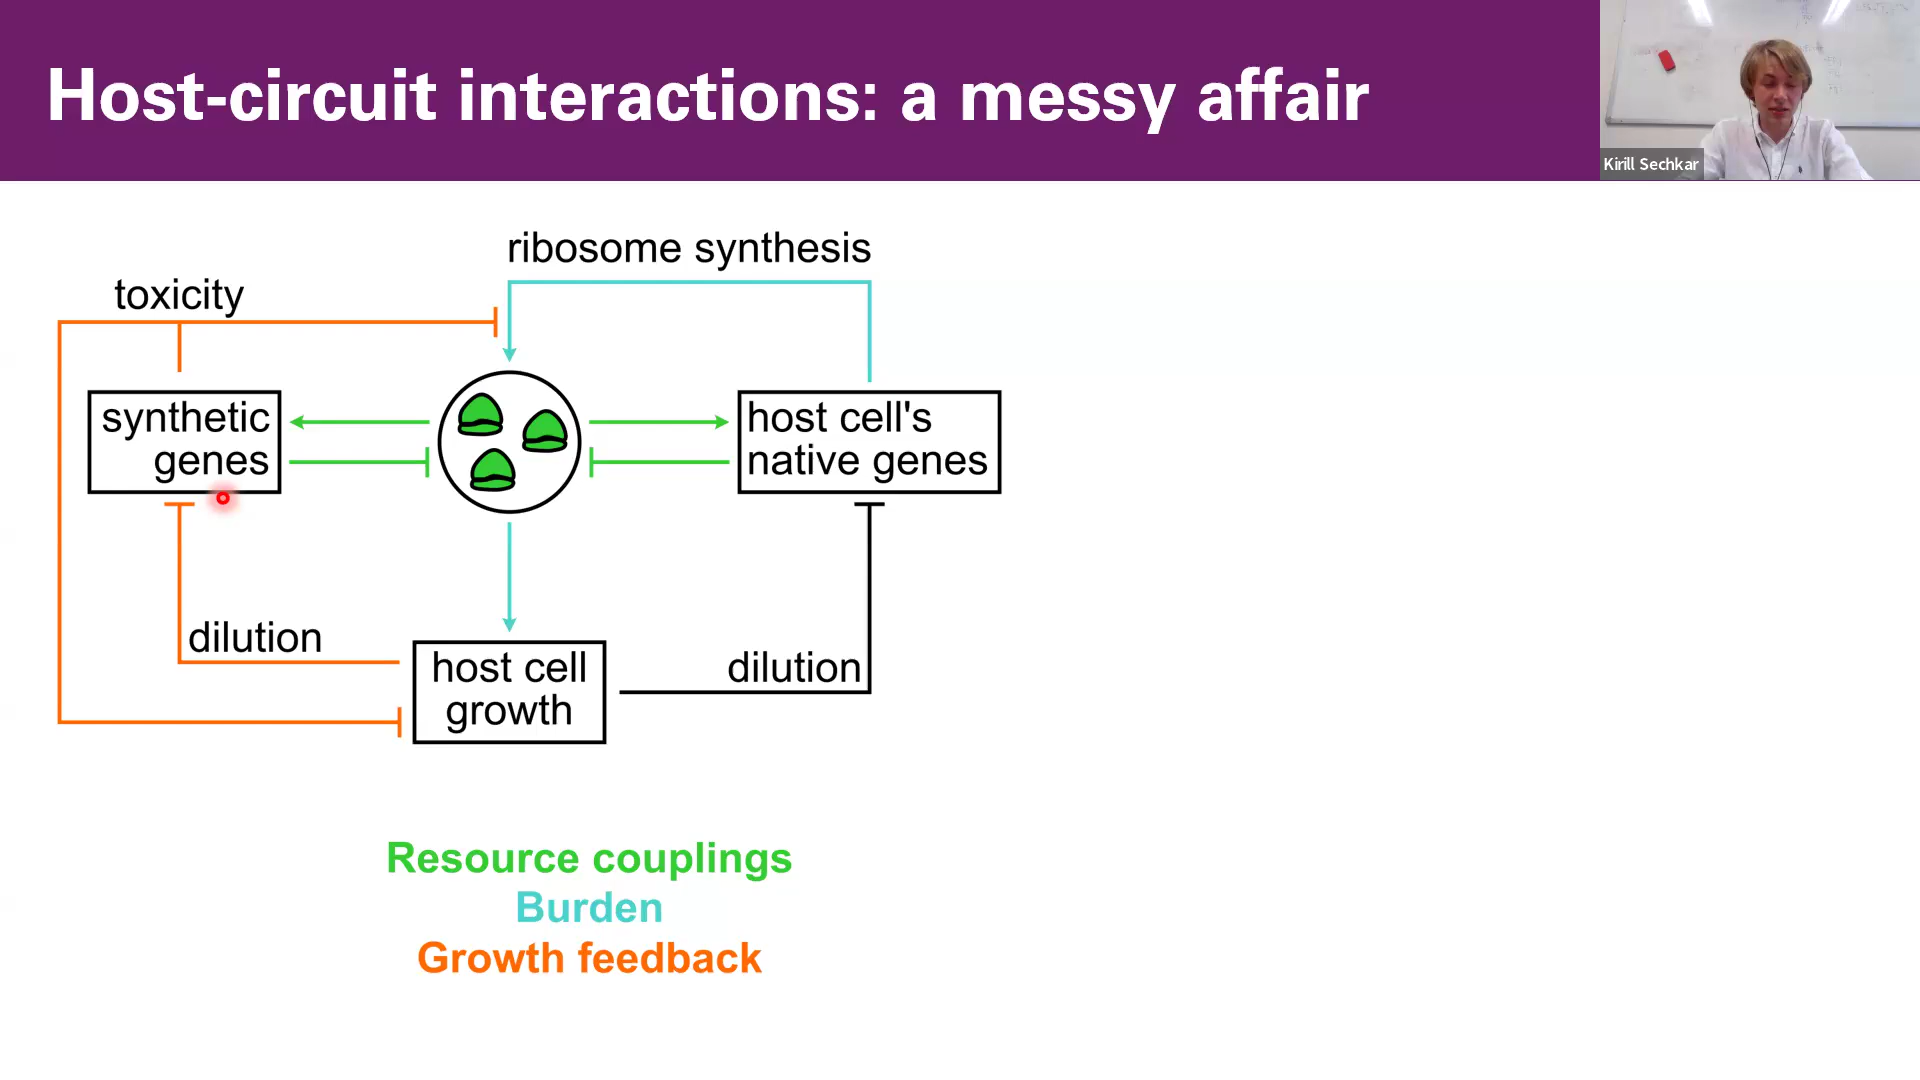 Host-circuit interactions: a messy affair
Kirill Sechkar
ribosome synthesis
toxicity
synthetic
genes
host cell's
native genes
dilution
host cell
growth
dilution
Resource couplings
Burden
Growth feedback